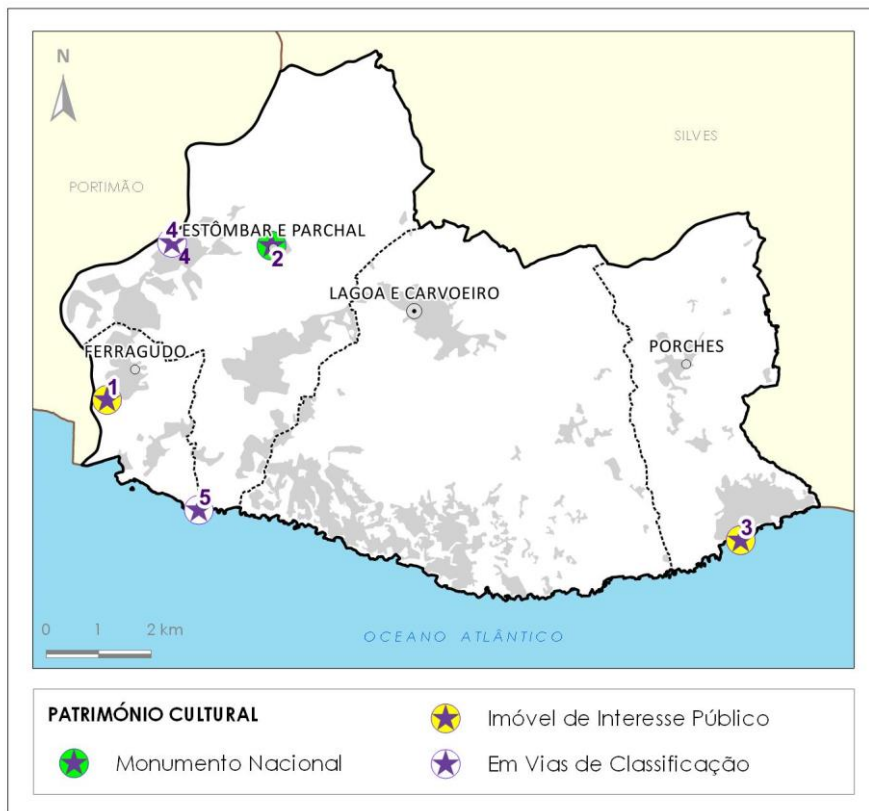 N
SILVES
PORTIMÃO
4
ESTÔMBAR E PARCHAL
4
2
LAGOA E CARVOEIRO
FERRAGUDO
PORCHES
1
5
3
0 1 2 km
OCEANO ATLÂNTICO
PATRIMÓNIO CULTURAL
Monumento Nacional
Imóvel de Interesse Público
Em Vias de Classificação